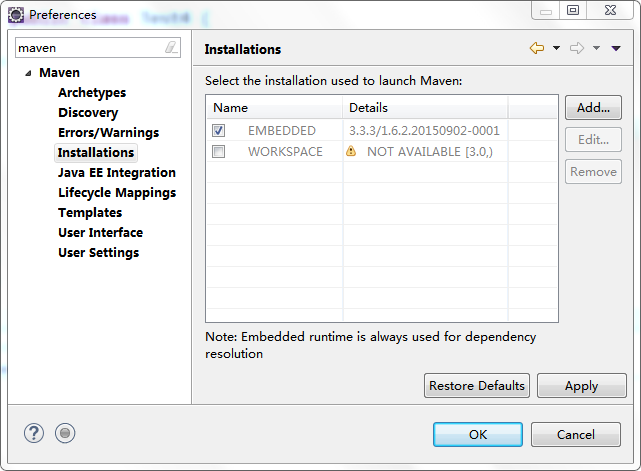 public class Test4 {
Preferences
maven
Maven
Archetypes
Discovery
Errors/Warnings
Installations
Java EE Integration
Lifecycle Mappings
Templates
User Interface
User Settings
Installations
Select the installation used to launch Maven:
Name Details
EMBEDDED 3.3.3/1.6.2.20150902-0001
WORKSPACE NOT AVAILABLE [3.0,)
Add...
Edit...
Remove
Note: Embedded runtime is always used for dependency
resolution
Restore Defaults Apply
OK Cancel